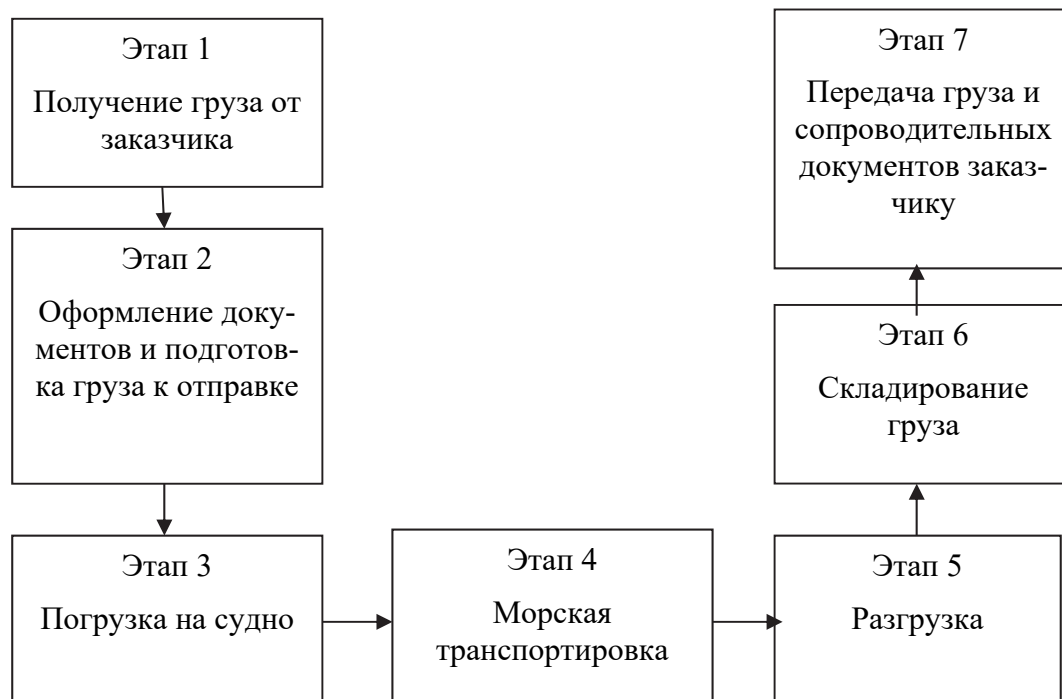 Этап 1
Получение груза от
заказчика
Этап 2
Оформление доку-
ментов и подготов-
ка груза к отправке
Этап 3
Погрузка на судно
Этап 4
Морская
транспортировка
Этап 5
Разгрузка
Этап 6
Складирование
груза
Этап 7
Передача груза и
сопроводительных
документов заказ-
чику